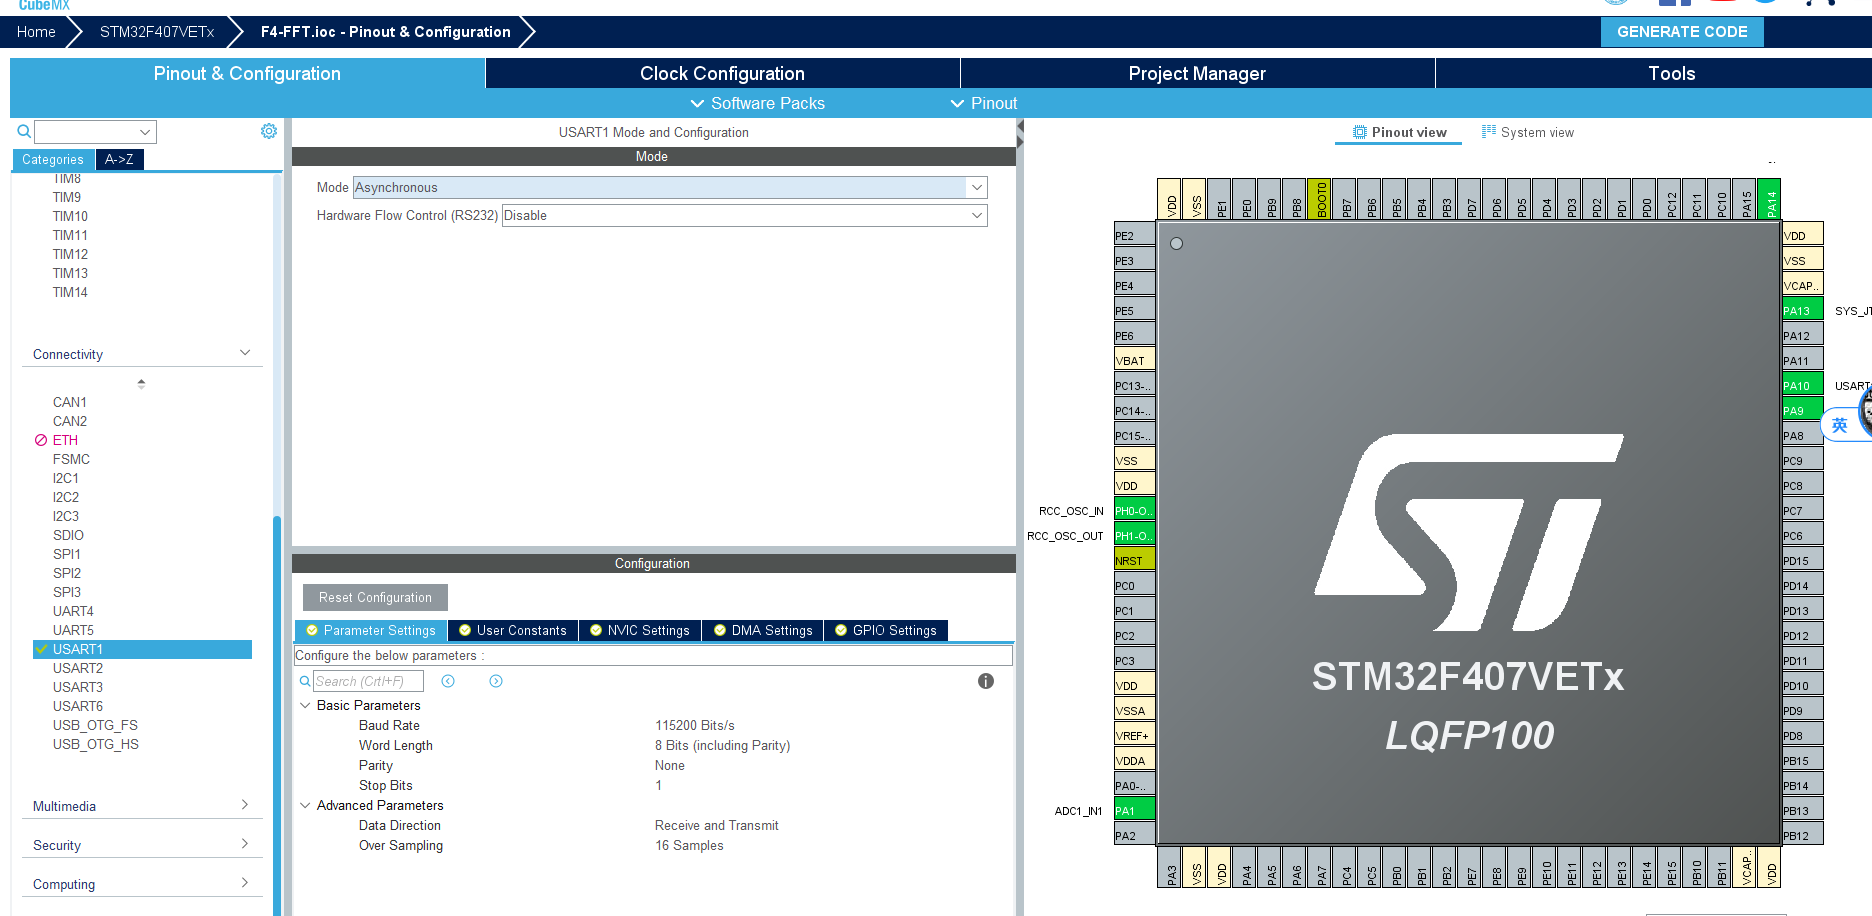 CubeMX
Home
STM32F407VETx
F4-FFT.ioc - Pinout & Configuration
GENERATE CODE
Pinout & Configuration
Clock Configuration
Project Manager
Tools
Software Packs
Pinout
Categories
A->Z
TIM8
TIM9
TIM10
TIM11
TIM12
TIM13
TIM14
Connectivity
CAN1
CAN2
ETH
FSMC
I2C1
I2C2
I2C3
SDIO
SPI1
SPI2
SPI3
UART4
UART5
USART1
USART2
USART3
USART6
USB_OTG_FS
USB_OTG_HS
Multimedia
Security
Computing
USART1 Mode and Configuration
Mode
Mode Asynchronous
Hardware Flow Control (RS232) Disable
Configuration
Reset Configuration
Parameter Settings
User Constants
NVIC Settings
DMA Settings
GPIO Settings
Configure the below parameters :
Search (Crtl+F)
Basic Parameters
Baud Rate 115200 Bits/s
Word Length 8 Bits (including Parity)
Parity None
Stop Bits 1
Advanced Parameters
Data Direction Receive and Transmit
Over Sampling 16 Samples
Pinout view
System view
VDD
VSS
PE1
PE0
PB9
PB8
BOOT0
PB7
PB6
PB5
PB4
PB3
PD7
PD6
PD5
PD4
PD3
PD2
PD1
PD0
PC12
PC11
PC10
PA15
PA14
PE2
PE3
PE4
PE5
PE6
VBAT
PC13-..
PC14-..
PC15-..
VSS
VDD
RCC_OSC_IN PH0-O..
RCC_OSC_OUT PH1-O..
NRST
PC0
PC1
PC2
PC3
VDD
VSSA
VREF+
VDDA
PA0-..
ADC1_IN1 PA1
PA2
STM32F407VETx
LQFP100
VDD
VSS
VCAP..
PA13 SYS_JT
PA12
PA11
PA10 USART
PA9
英
PA8
PC9
PC8
PC7
PC6
PD15
PD14
PD13
PD12
PD11
PD10
PD9
PD8
PB15
PB14
PB13
PB12
PA3
VSS
VDD
PA4
PA5
PA6
PA7
PC4
PC5
PB0
PB1
PB2
PE7
PE8
PE9
PE10
PE11
PE12
PE13
PE14
PE15
PB10
PB11
VCAP..
VDD